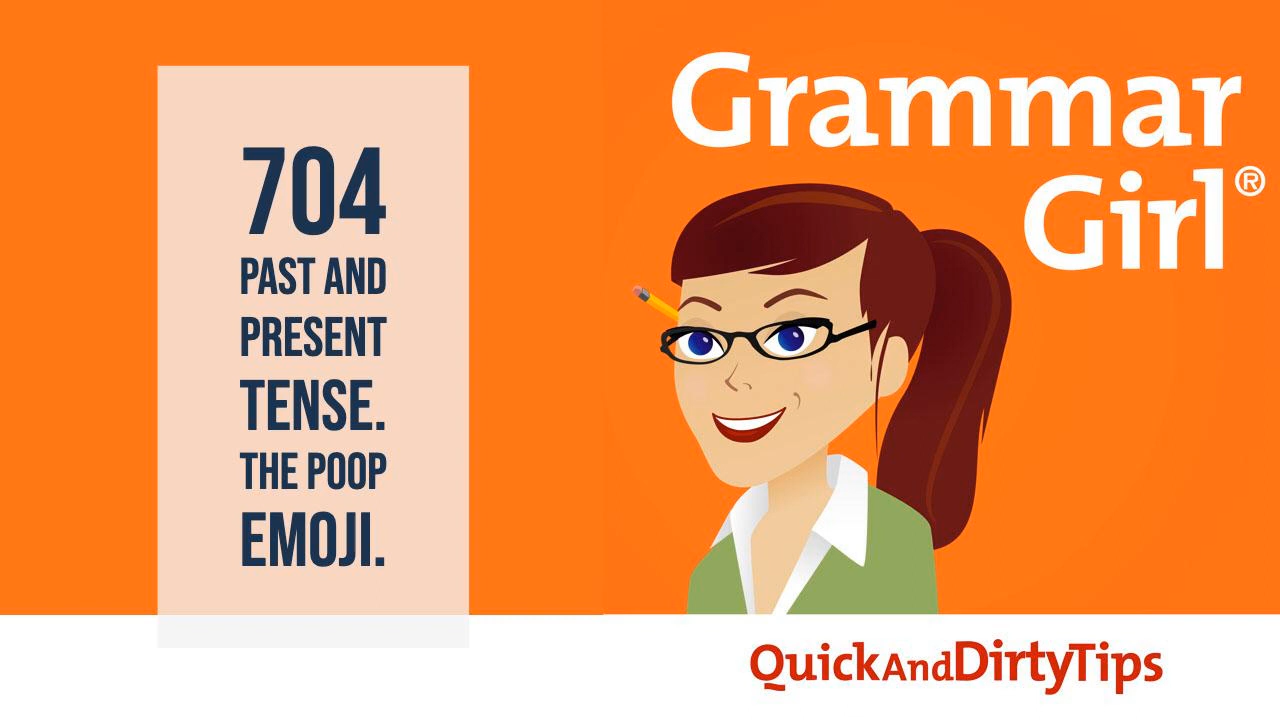 704
PAST AND
PRESENT
TENSE.
THE POOP
EMOJI.
Grammar
Girl®
QuickAndDirtyTips